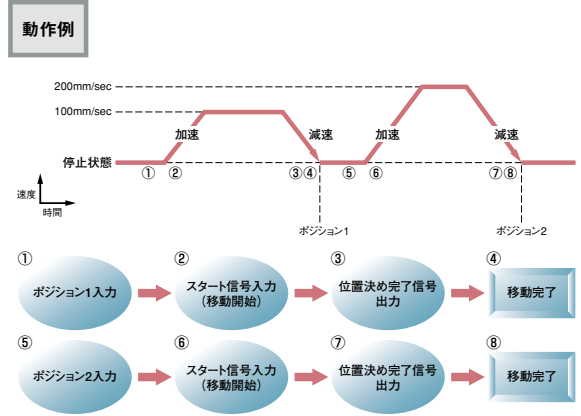 動作例
200mm/sec
100mm/sec
加速
減速
加速
減速
停止状態
① ② ③④ ⑤ ⑥ ⑦⑧
速度
時間
ポジション1
ポジション2
① ② ③ ④
ポジション1入力
スタート信号入力
(移動開始)
位置決め完了信号
出力
移動完了
⑤ ⑥ ⑦ ⑧
ポジション2入力
スタート信号入力
(移動開始)
位置決め完了信号
出力
移動完了